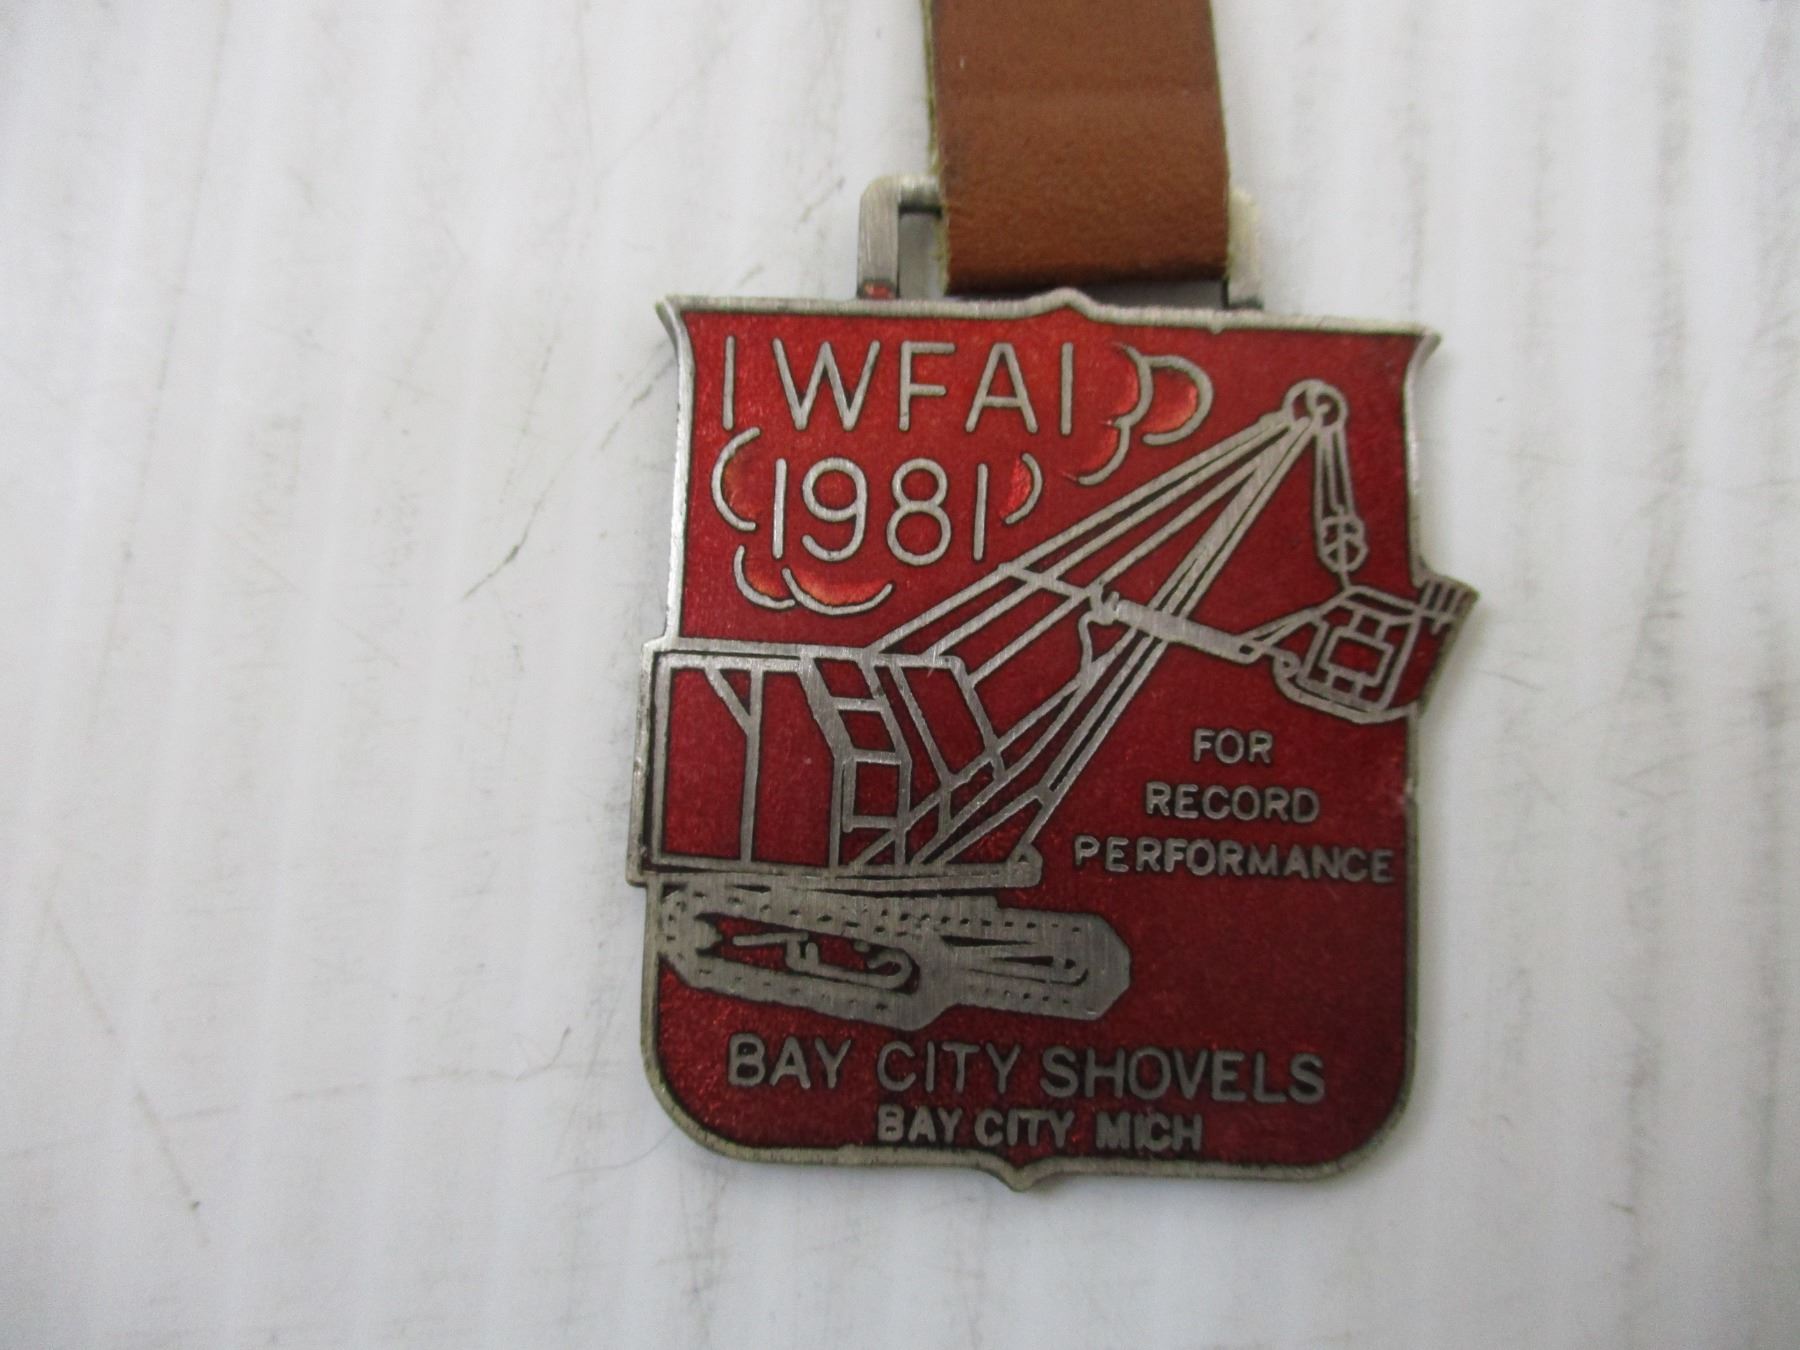 IWFAI
1981
FOR
RECORD
PERFORMANCE
BAY CITY SHOVELS
BAY CITY MICH